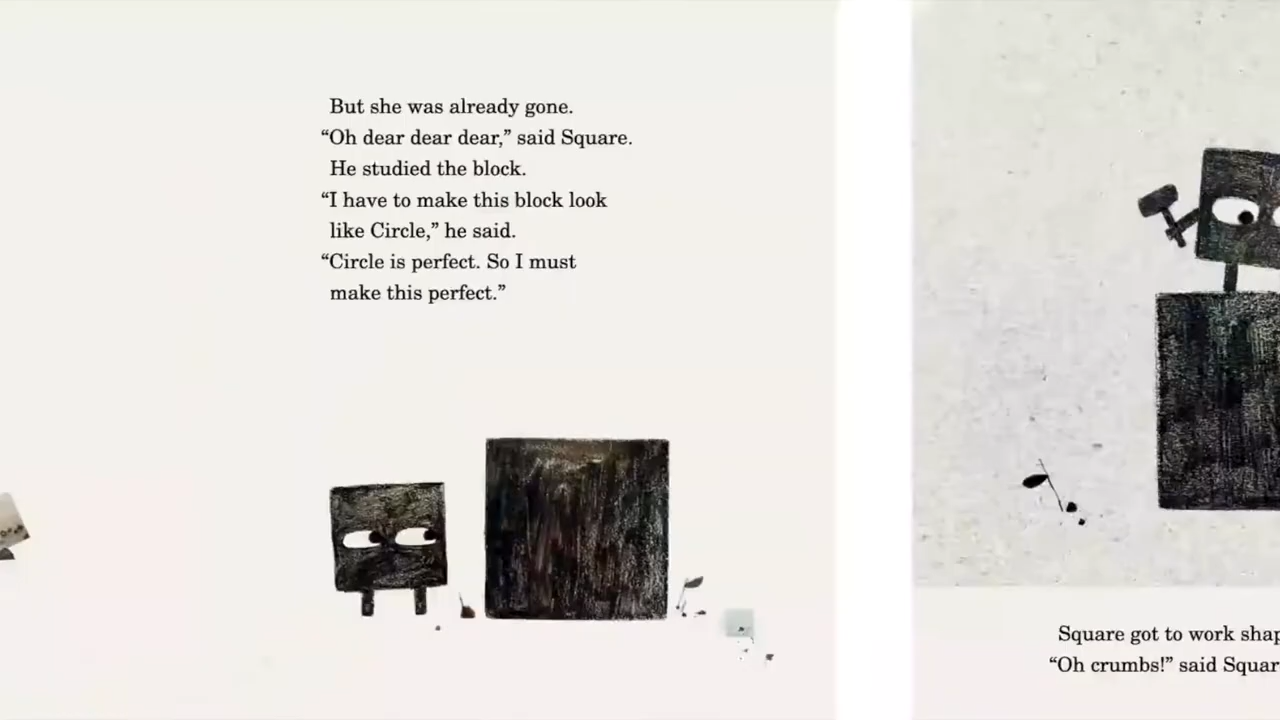 But she was already gone.
“Oh dear dear dear,” said Square.
He studied the block.
“I have to make this block look
like Circle,” he said.
“Circle is perfect. So I must
make this perfect.”
Square got to work
“Oh crumbs!” said